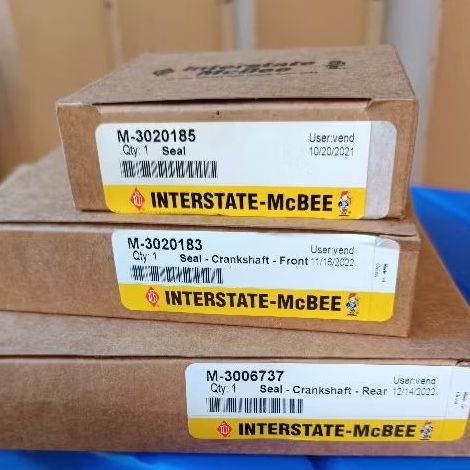 Interstate
McBee
M-3020185
User:vend
Qty: 1 Seal
10/20/2021
INTERSTATE-McBEE
M-3020183
User:vend
Qty: 1 Seal - Crankshaft - Front 11/16/2022
INTERSTATE-McBEE
M-3006737
User:vend
Qty: 1 Seal - Crankshaft - Rear 12/14/2022
INTERSTATE-McBEE